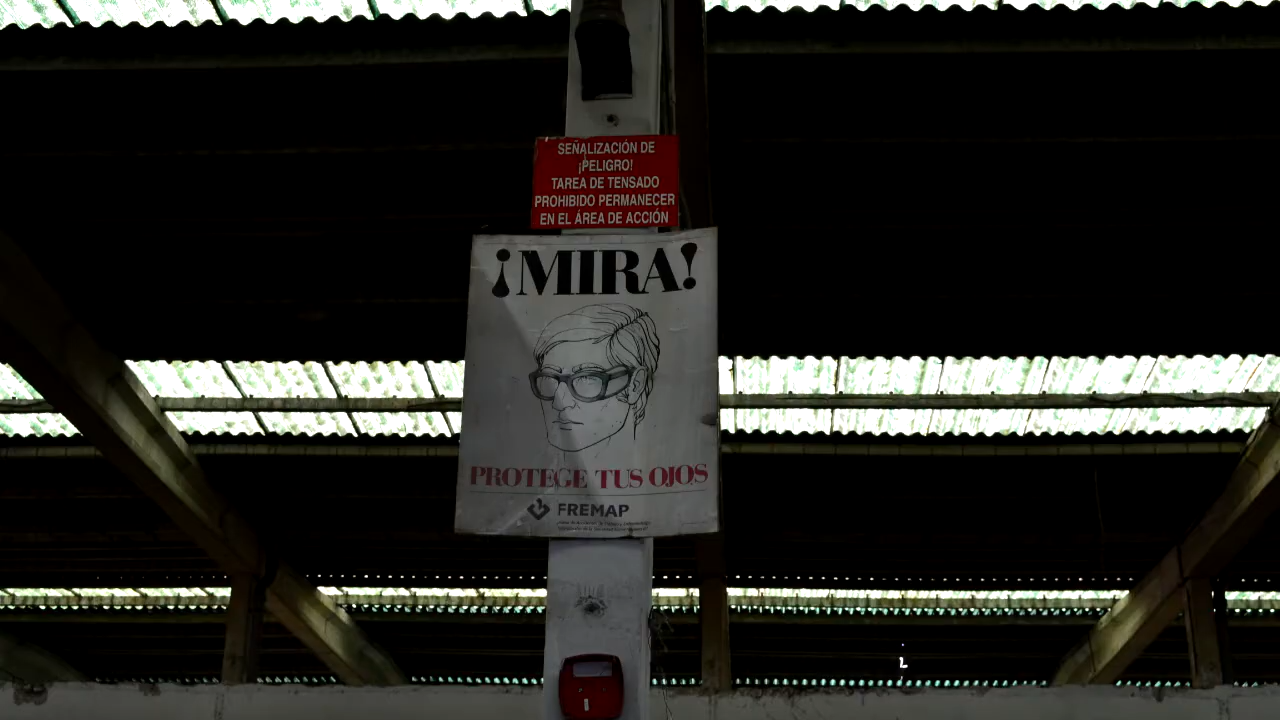 SEÑALIZACIÓN DE
¡PELIGRO!
TAREA DE TENSADO
PROHIBIDO PERMANECER
EN EL ÁREA DE ACCIÓN
¡MIRA!
PROTEGE TUS OJOS
FREMAP